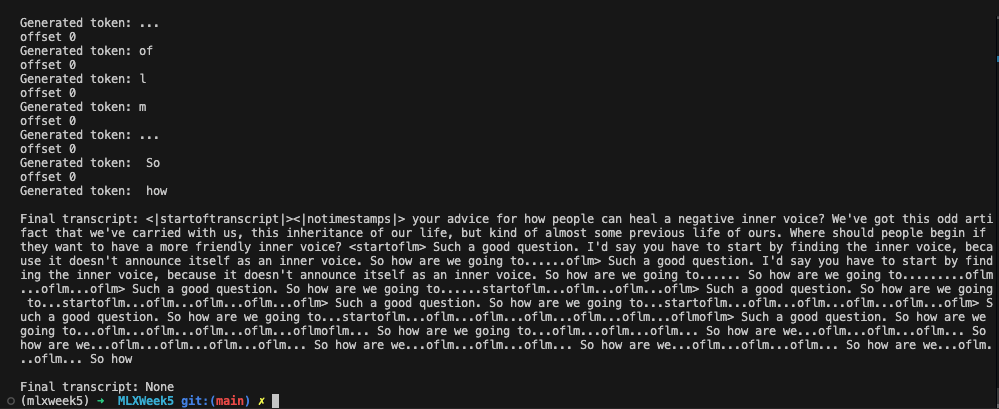 Generated token: ...
offset 0
Generated token: of
offset 0
Generated token: l
offset 0
Generated token: m
offset 0
Generated token: ...
offset 0
Generated token:  So
offset 0
Generated token:  how
Final transcript: <|startoftranscript|><|notimestamps|> your advice for how people can heal a negative inner voice? We've got this odd arti
fact that we've carried with us, this inheritance of our life, but kind of almost some previous life of ours. Where should people begin if
they want to have a more friendly inner voice? <startoflm> Such a good question. I'd say you have to start by finding the inner voice, beca
use it doesn't announce itself as an inner voice. So how are we going to......oflm> Such a good question. I'd say you have to start by find
ing the inner voice, because it doesn't announce itself as an inner voice. So how are we going to...... So how are we going to.........oflm
...oflm...oflm> Such a good question. So how are we going to......startoflm...oflm...oflm...oflm> Such a good question. So how are we going
 to...startoflm...oflm...oflm...oflm...oflm> Such a good question. So how are we going to...startoflm...oflm...oflm...oflm...oflm...oflm> S
uch a good question. So how are we going to...startoflm...oflm...oflm...oflm...oflm...oflmoflm> Such a good question. So how are we
going to...oflm...oflm...oflm...oflm...oflmoflm... So how are we going to...oflm...oflm...oflm... So how are we...oflm...oflm...oflm... So
how are we...oflm...oflm...oflm...oflm...oflm... So how are we...oflm...oflm...oflm... So how are we...oflm...oflm... So how are we...oflm.
..oflm... So how
Final transcript: None
(mlxweek5) ➜ MLXWeek5 git:(main) ✗